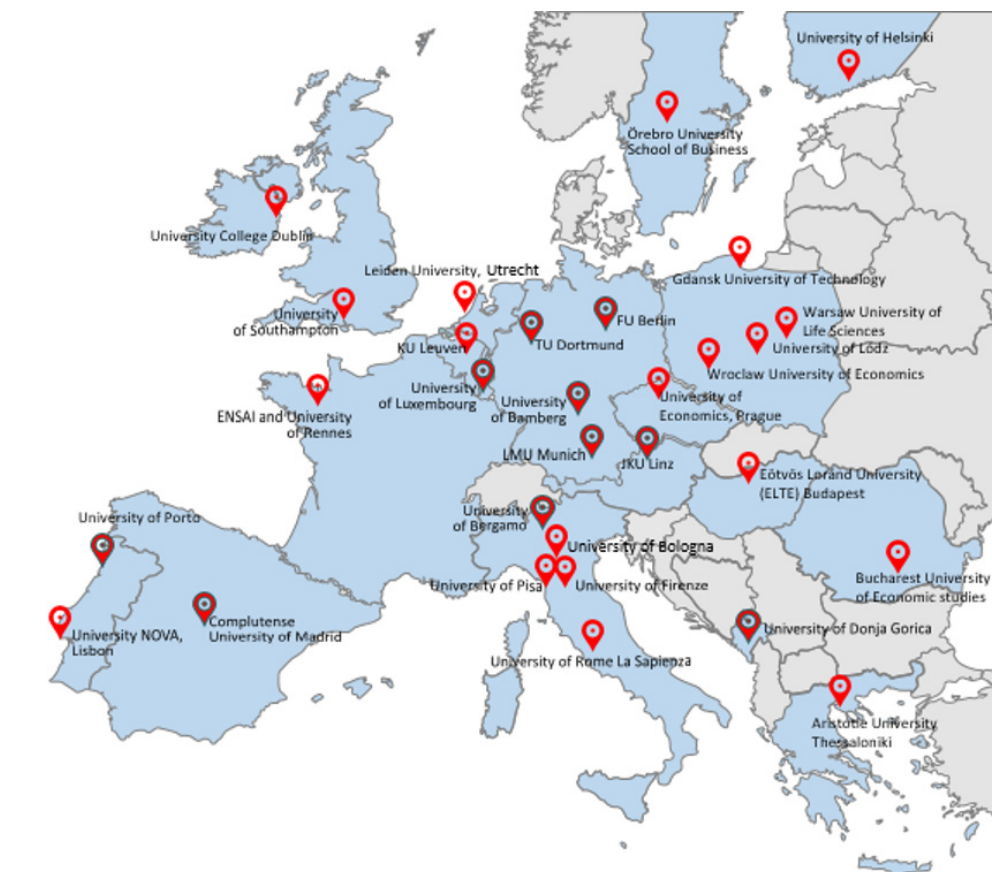 University of Helsinki
Örebro University
School of Business
University College Dublin
Leiden University, Utrecht
Gdansk University of Technology
University
of Southampton
FU Berlin
TU Dortmund
KU Leuven
Warsaw University of
Life Sciences
University of Lódz
Wroclaw University of Economics
University
of Luxembourg
University
of Bamberg
University of
Economics, Prague
ENSAI and University
of Rennes
LMU Munich
JKU Linz
Eötvös Loránd University
(ELTE) Budapest
University of Porto
University
of Bergamo
University of Bologna
University of Pisa
University of Firenze
Bucharest University
of Economic studies
Complutense
University of Madrid
University NOVA,
Lisbon
University of Donja Gorica
University of Rome La Sapienza
Aristotle University
Thessaloniki